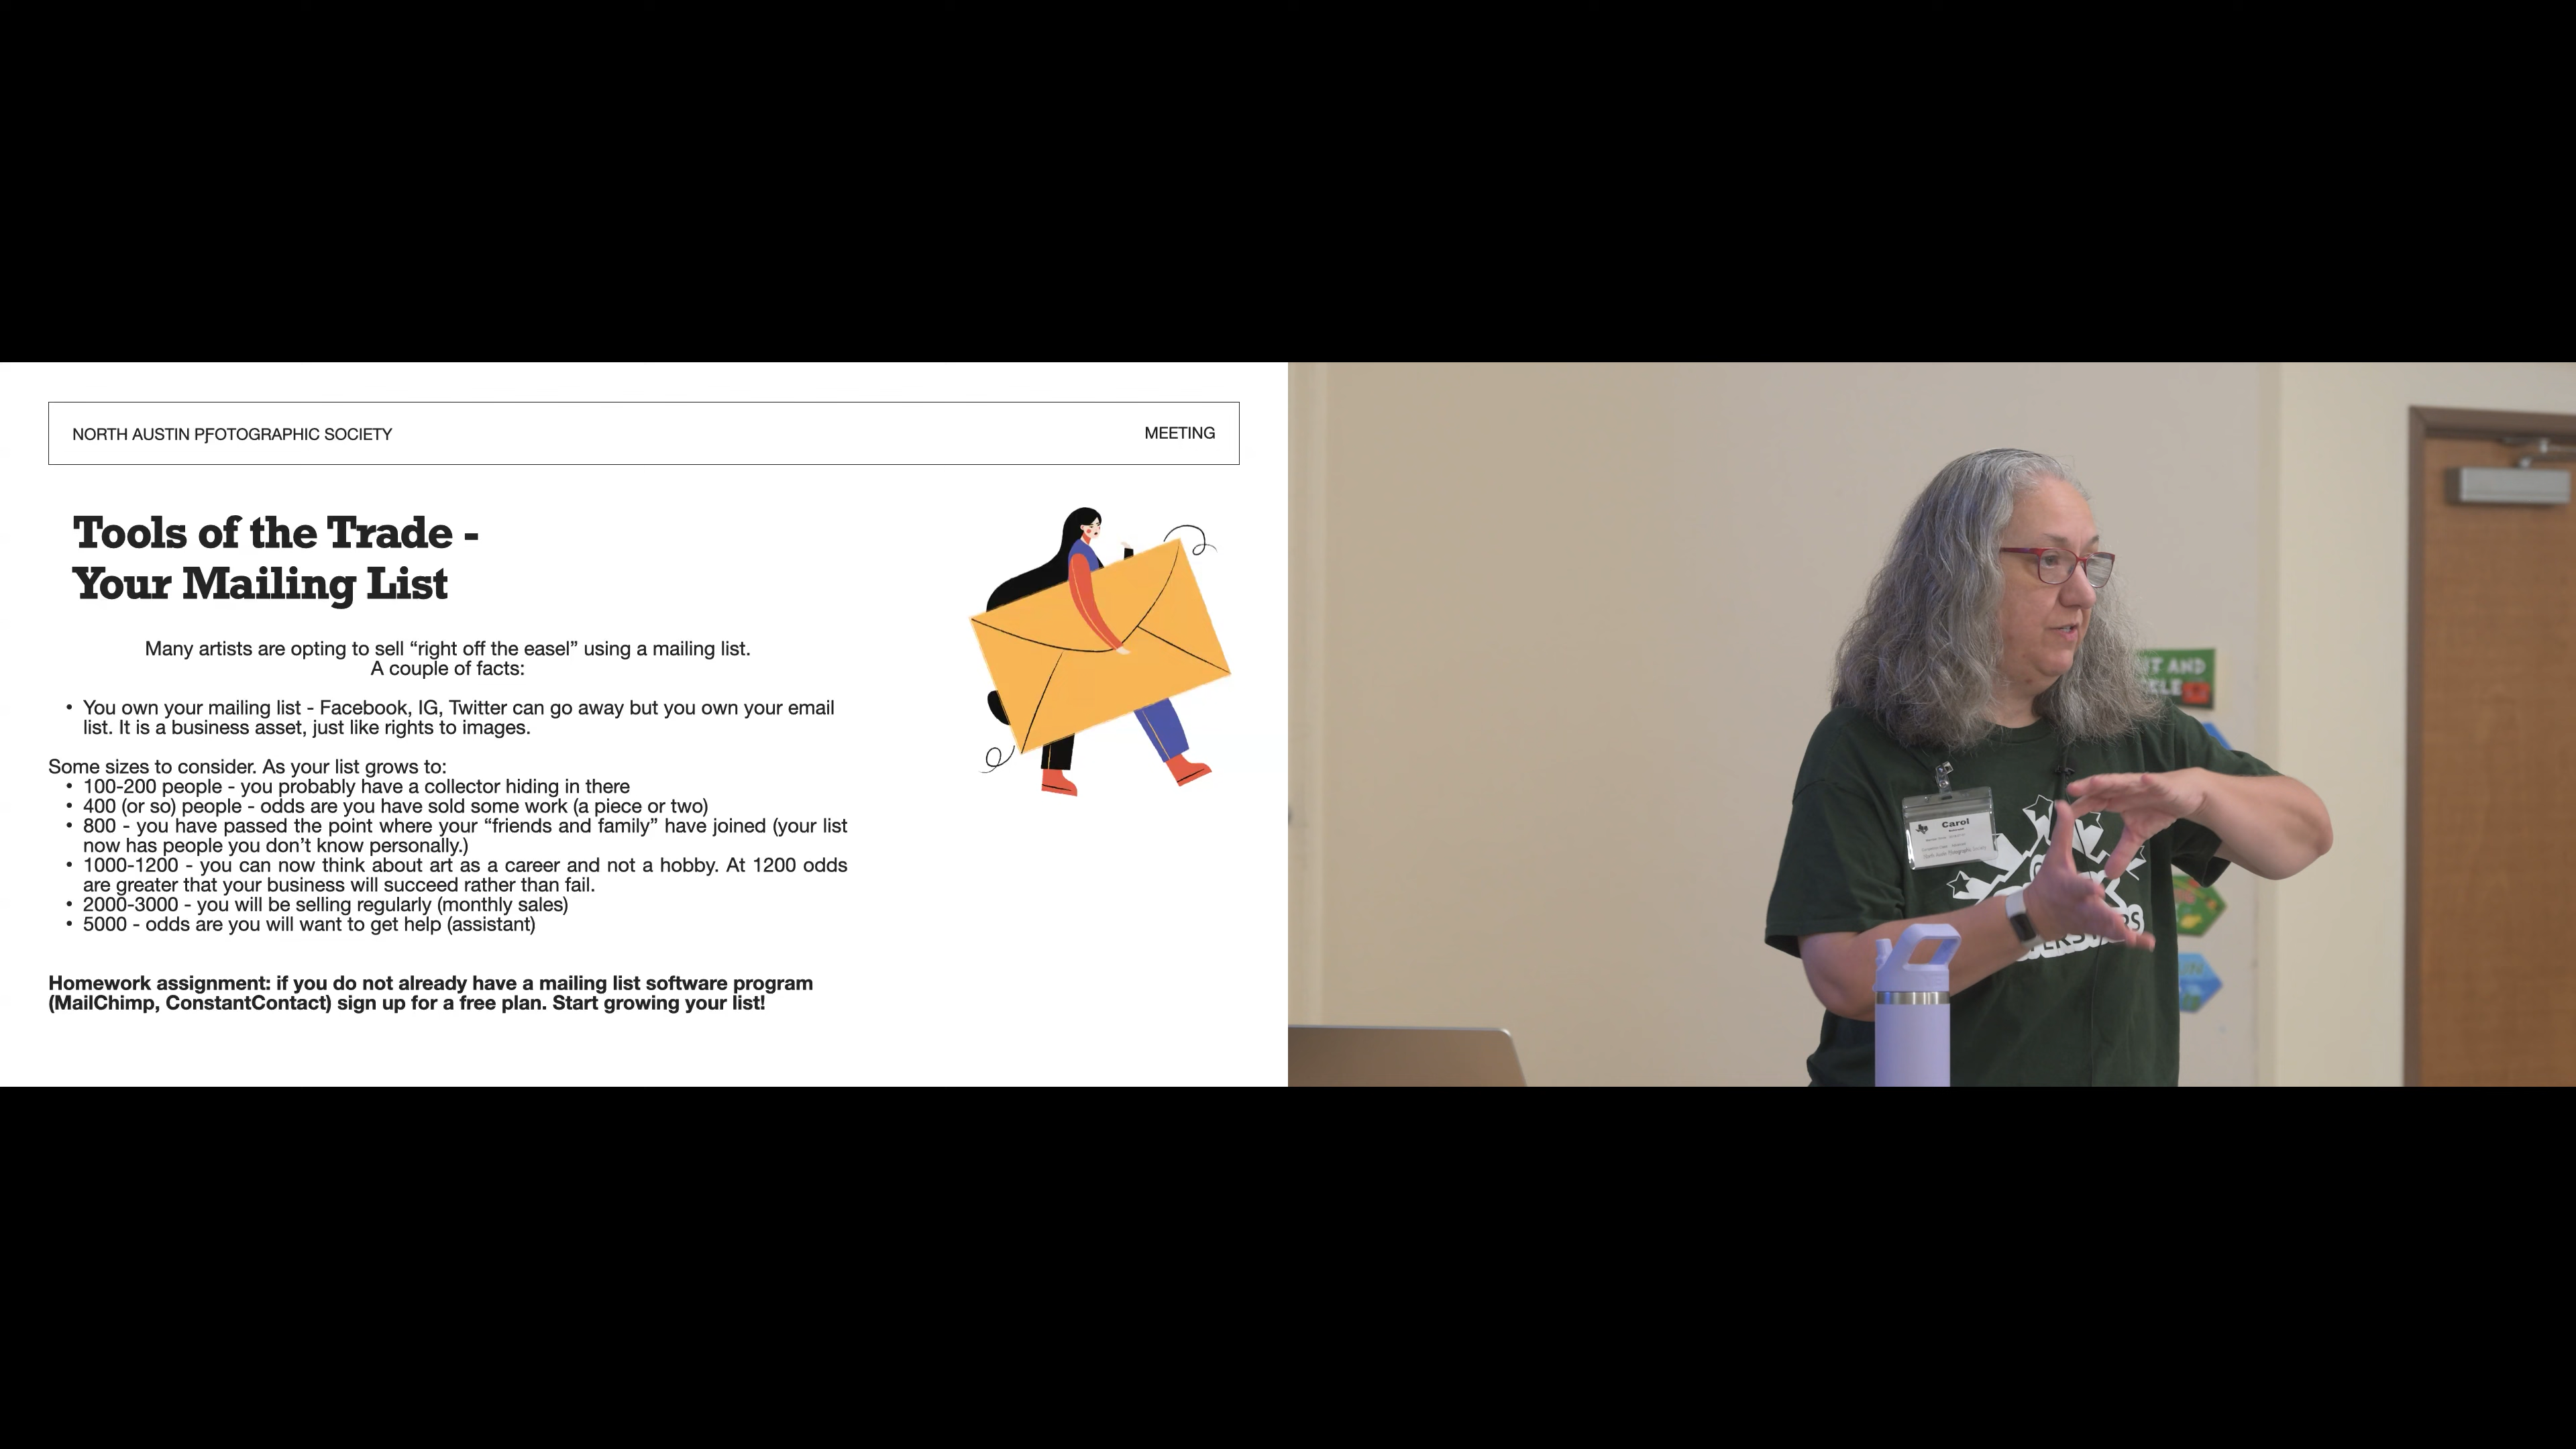 NORTH AUSTIN PƑOTOGRAPHIC SOCIETY
MEETING
Tools of the Trade -
Your Mailing List
Many artists are opting to sell “right off the easel” using a mailing list.
A couple of facts:
• You own your mailing list - Facebook, IG, Twitter can go away but you own your email
list. It is a business asset, just like rights to images.
Some sizes to consider. As your list grows to:
• 100-200 people - you probably have a collector hiding in there
• 400 (or so) people - odds are you have sold some work (a piece or two)
• 800 - you have passed the point where your “friends and family” have joined (your list
now has people you don’t know personally.)
• 1000-1200 - you can now think about art as a career and not a hobby. At 1200 odds
are greater that your business will succeed rather than fail.
• 2000-3000 - you will be selling regularly (monthly sales)
• 5000 - odds are you will want to get help (assistant)
Homework assignment: if you do not already have a mailing list software program
(MailChimp, ConstantContact) sign up for a free plan. Start growing your list!
Carol
North Austin Photographic Society
AND